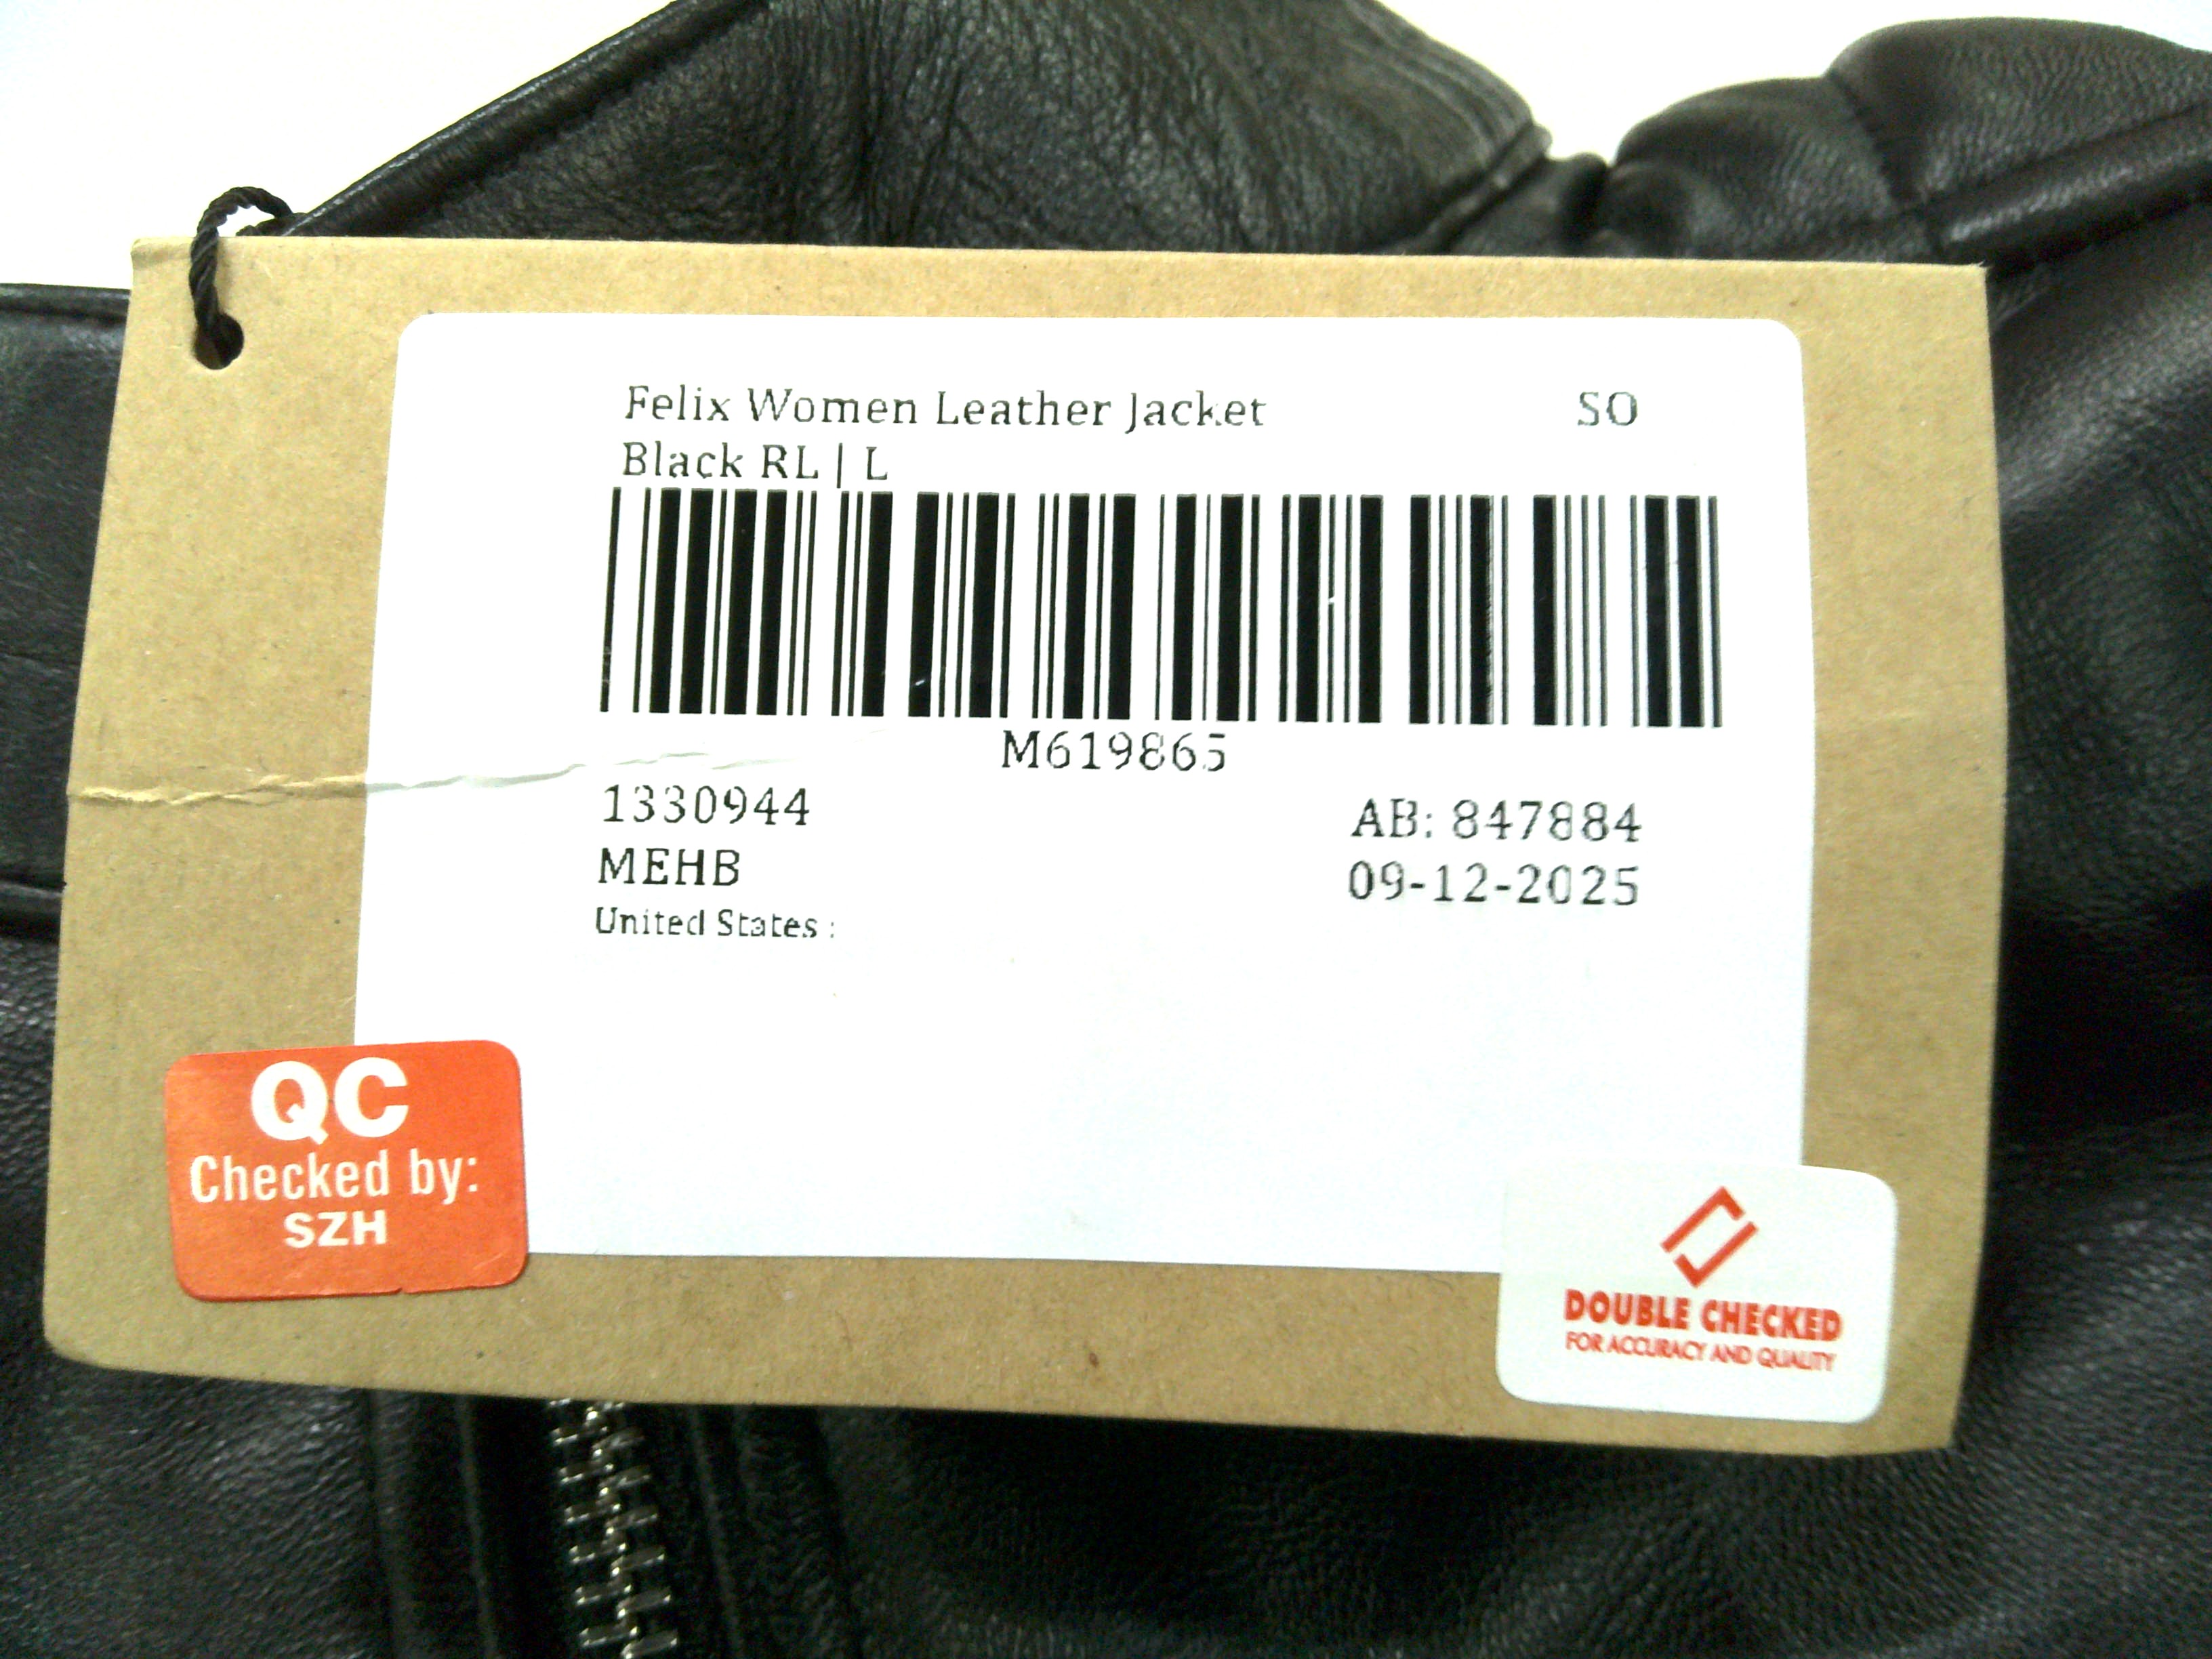 Felix Women Leather Jacket SO
Black RL | L
M619865
1330944 AB: 847884
MEHB 09-12-2025
United States :
QC
Checked by:
SZH
DOUBLE CHECKED
FOR ACCURACY AND QUALITY